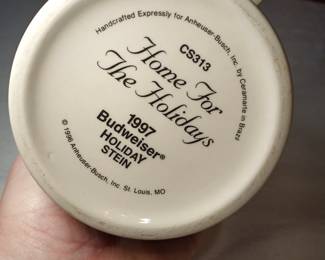 Handcrafted Expressly for Anheuser-Busch, Inc. by Ceramarte in Brazil
CS313
Home For
The Holidays
1997
Budweiser®
HOLIDAY
STEIN
© 1996 Anheuser-Busch, Inc. St. Louis, MO